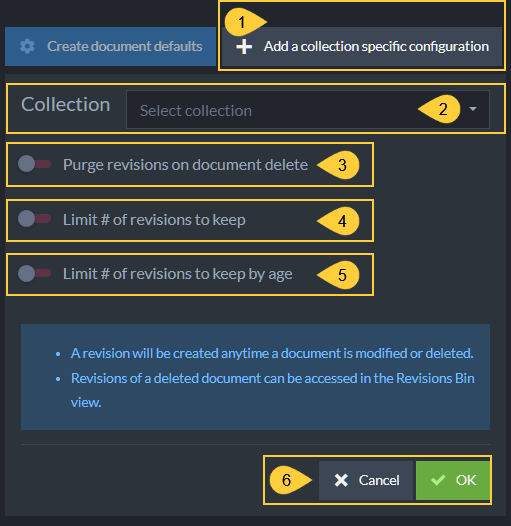 1
Create document defaults
Add a collection specific configuration
Collection
Select collection
2
Purge revisions on document delete
3
Limit # of revisions to keep
4
Limit # of revisions to keep by age
5
• A revision will be created anytime a document is modified or deleted.
• Revisions of a deleted document can be accessed in the Revisions Bin
view.
6
Cancel
OK